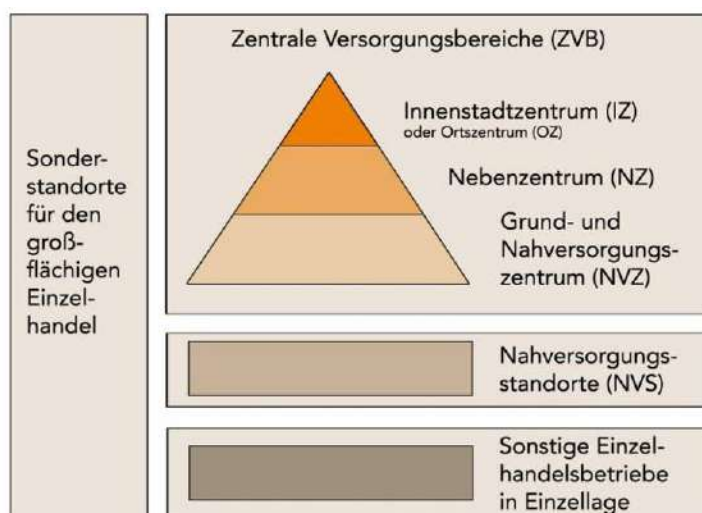 Zentrale Versorgungsbereiche (ZVB)
Innenstadtzentrum (IZ)
oder Ortszentrum (OZ)
Nebenzentrum (NZ)
Grund- und
Nahversorgungs-
zentrum (NVZ)
Sonder-
standorte
für den
groß-
flächigen
Einzel-
handel
Nahversorgungs-
standorte (NVS)
Sonstige Einzel-
handelsbetriebe
in Einzellage